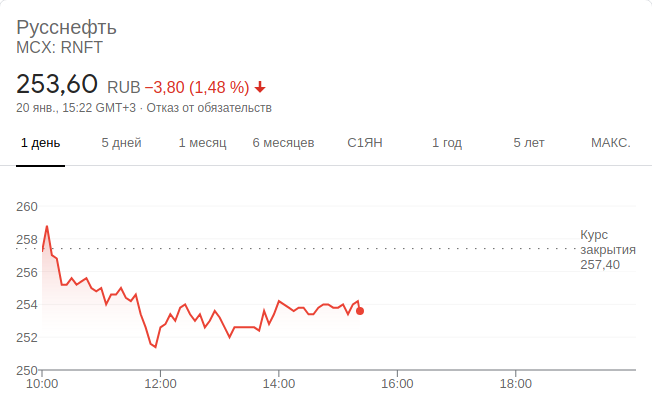 Русснефть
MCX: RNFT
253,60 RUB −3,80 (1,48 %)
20 янв., 15:22 GMT+3 · Отказ от обязательств
1 день 5 дней 1 месяц 6 месяцев С1ЯН 1 год 5 лет МАКС.
260
258
256
254
252
250
Курс
закрытия
257,40
10:00 12:00 14:00 16:00 18:00